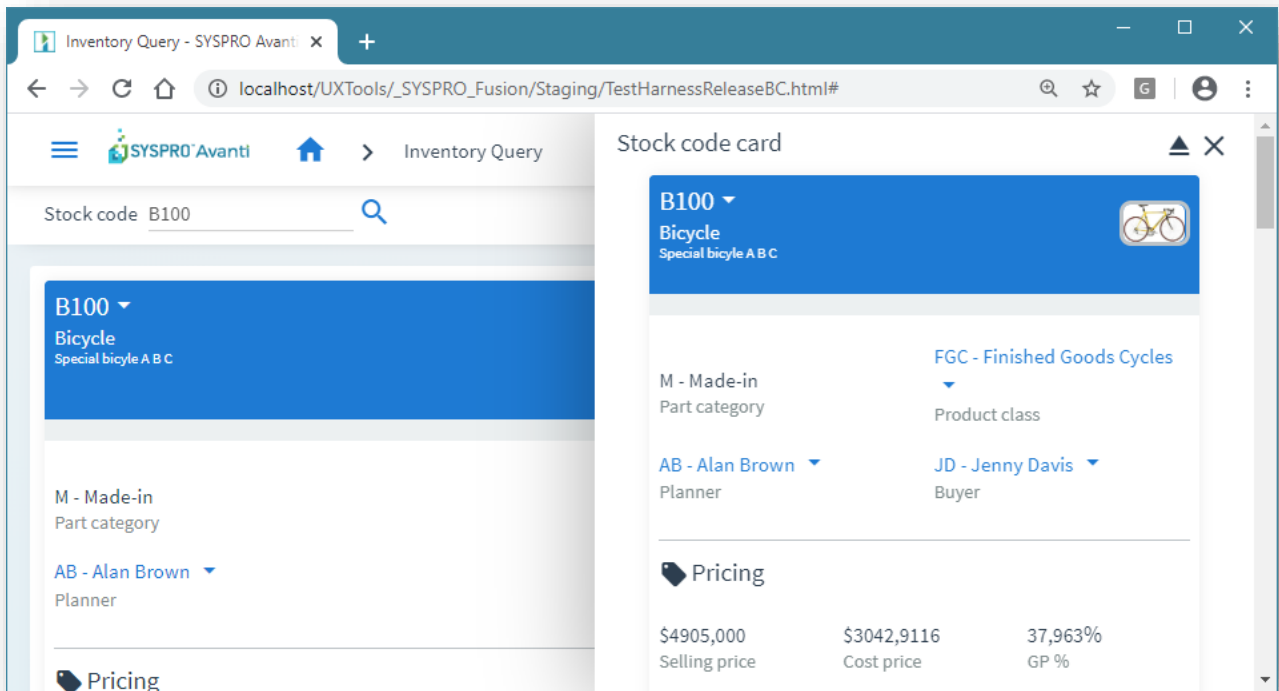 Inventory Query - SYSPRO Avanti
localhost/UXTools/_SYSPRO_Fusion/Staging/TestHarnessReleaseBC.html#
G
SYSPRO Avanti
Inventory Query
Stock code B100
B100
Bicycle
Special bicyle A B C
M - Made-in
Part category
AB - Alan Brown
Planner
Pricing
Stock code card
B100
Bicycle
Special bicyle A B C
M - Made-in
Part category
FGC - Finished Goods Cycles
Product class
AB - Alan Brown
Planner
JD - Jenny Davis
Buyer
Pricing
$4905,000
Selling price
$3042,9116
Cost price
37,963%
GP %